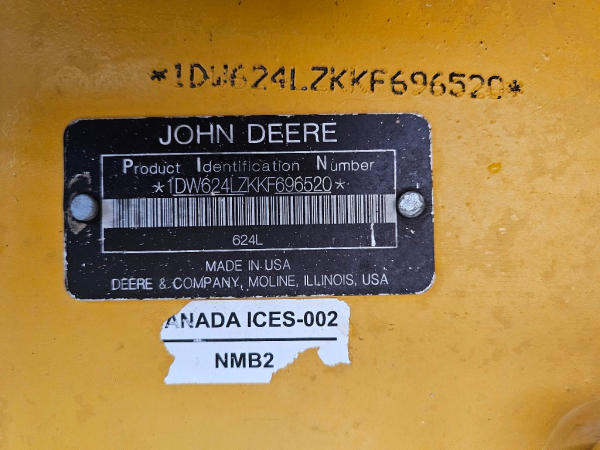 *1DW624LZKKF696520*
JOHN DEERE
Product Identification Number
*1DW624LZKKF696520*
624L
MADE IN USA
DEERE & COMPANY, MOLINE, ILLINOIS, USA
ANADA ICES-002
NMB2